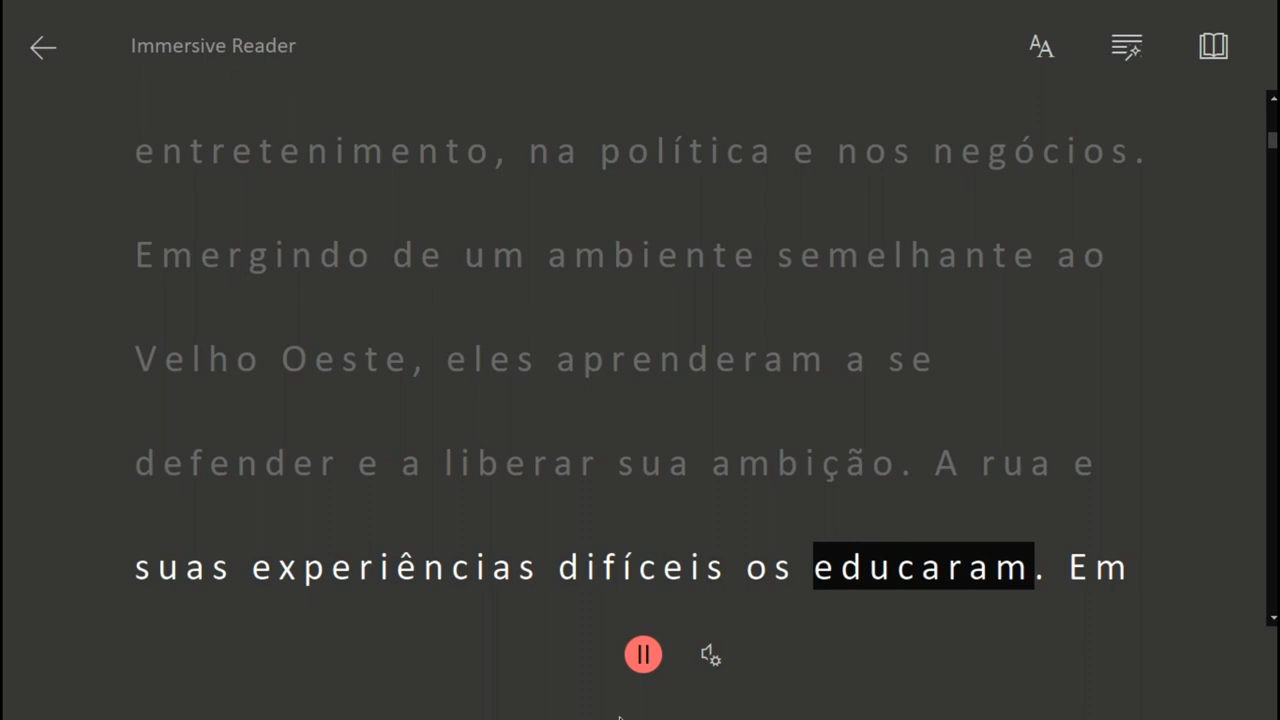 Immersive Reader
entretenimento, na política e nos negócios.
Emergindo de um ambiente semelhante ao
Velho Oeste, eles aprenderam a se
defender e a liberar sua ambição. A rua e
suas experiências difíceis os educaram. Em